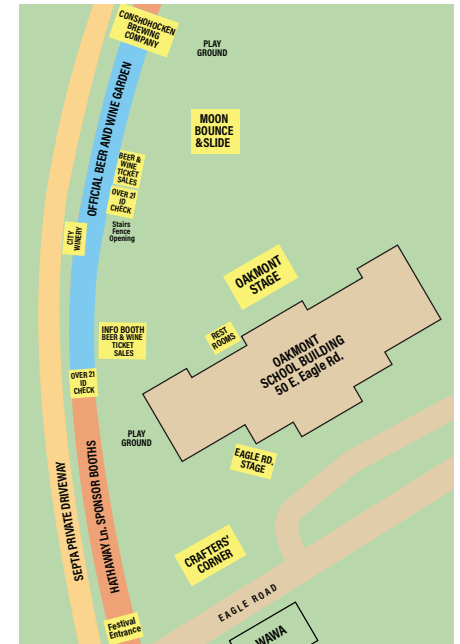 CONSHOHOCKEN
BREWING
COMPANY
PLAY
GROUND
MOON
BOUNCE
& SLIDE
OFFICIAL BEER AND WINE GARDEN
BEER &
WINE
TICKET
SALES
OVER 21
ID
CHECK
Stairs
Fence
Opening
CITY
WINERY
OAKMONT
STAGE
INFO BOOTH
BEER & WINE
TICKET
SALES
REST
ROOMS
OAKMONT
SCHOOL BUILDING
50 E. Eagle Rd.
OVER 21
ID
CHECK
PLAY
GROUND
EAGLE RD.
STAGE
SEPTA PRIVATE DRIVEWAY
HATHAWAY Ln. SPONSOR BOOTHS
CRAFTERS'
CORNER
EAGLE ROAD
Festival
Entrance
WAWA